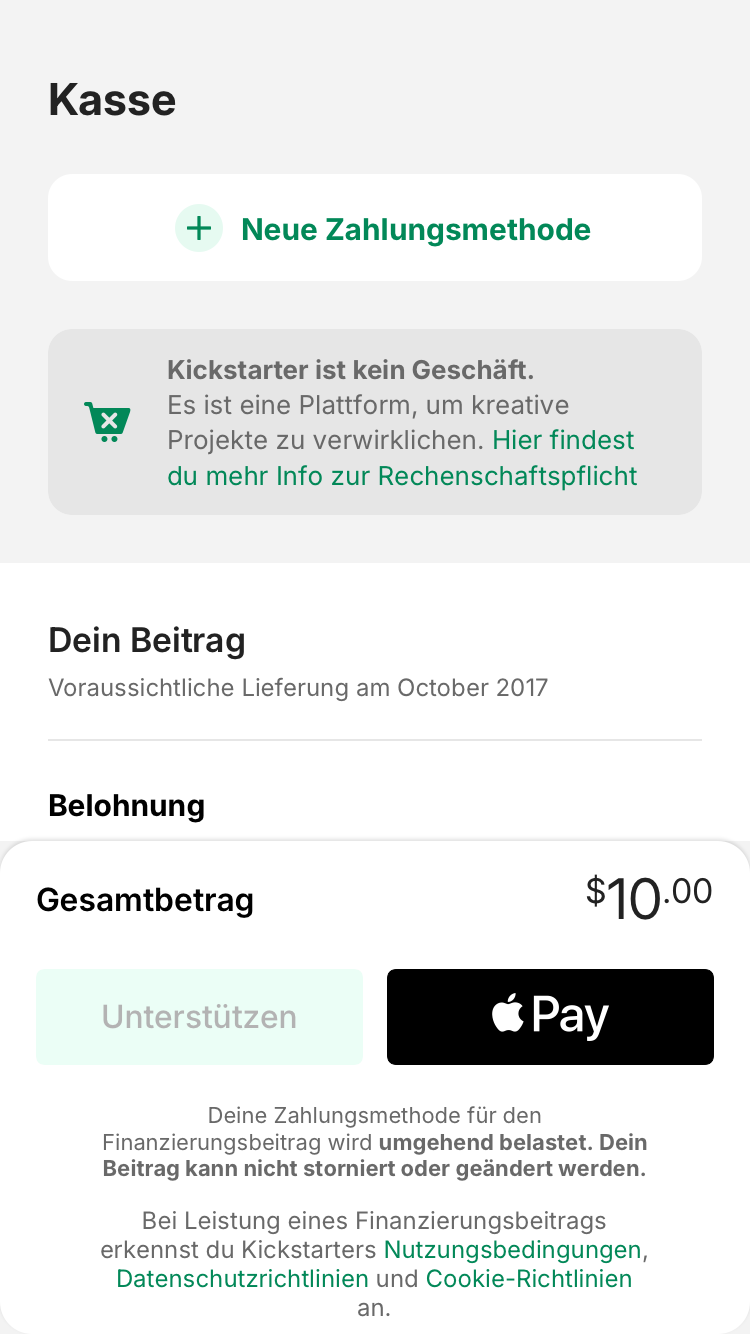 Kasse
Neue Zahlungsmethode
Kickstarter ist kein Geschäft.
Es ist eine Plattform, um kreative
Projekte zu verwirklichen. Hier findest
du mehr Info zur Rechenschaftspflicht
Dein Beitrag
Voraussichtliche Lieferung am October 2017
Belohnung
Gesamtbetrag $10.00
Unterstützen Pay
Deine Zahlungsmethode für den
Finanzierungsbeitrag wird umgehend belastet. Dein
Beitrag kann nicht storniert oder geändert werden.
Bei Leistung eines Finanzierungsbeitrags
erkennst du Kickstarters Nutzungsbedingungen,
Datenschutzrichtlinien und Cookie-Richtlinien
an.